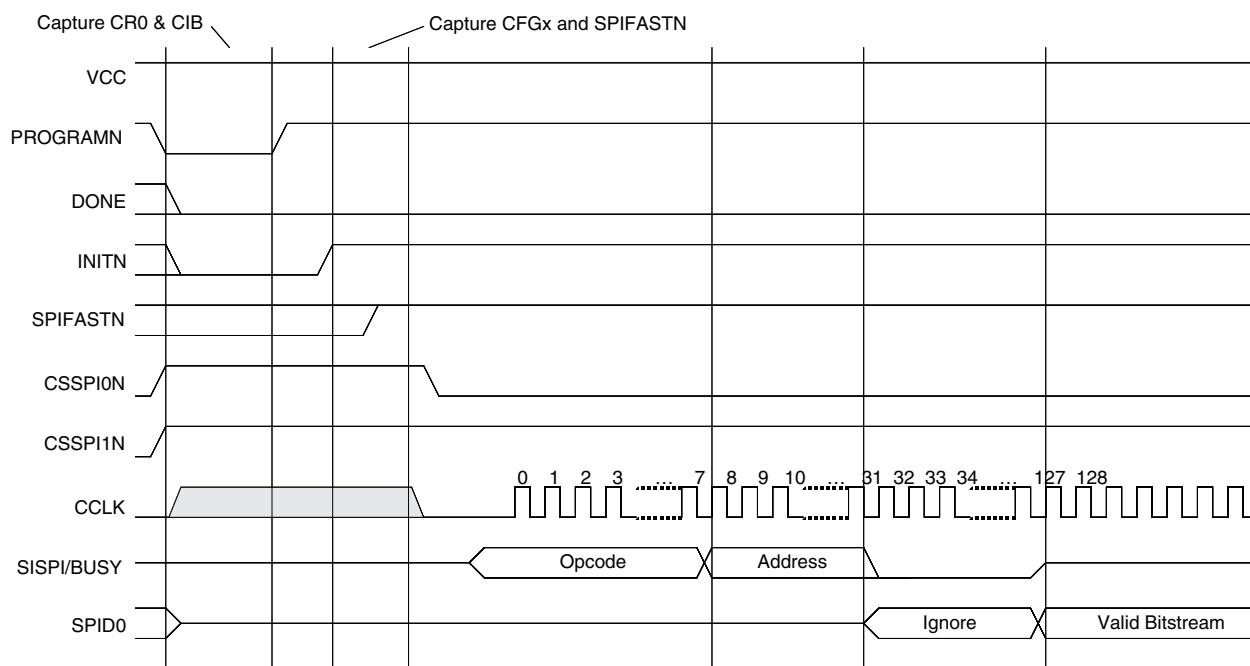 Capture CR0 & CIB
Capture CFGx and SPIFASTN
VCC
PROGRAMN
DONE
INITN
SPIFASTN
CSSPI0N
CSSPI1N
0 1 2 3 ... 7 8 9 10 ... 31 32 33 34 ... 127 128
CCLK
SISPI/BUSY Opcode Address
SPID0 Ignore Valid Bitstream